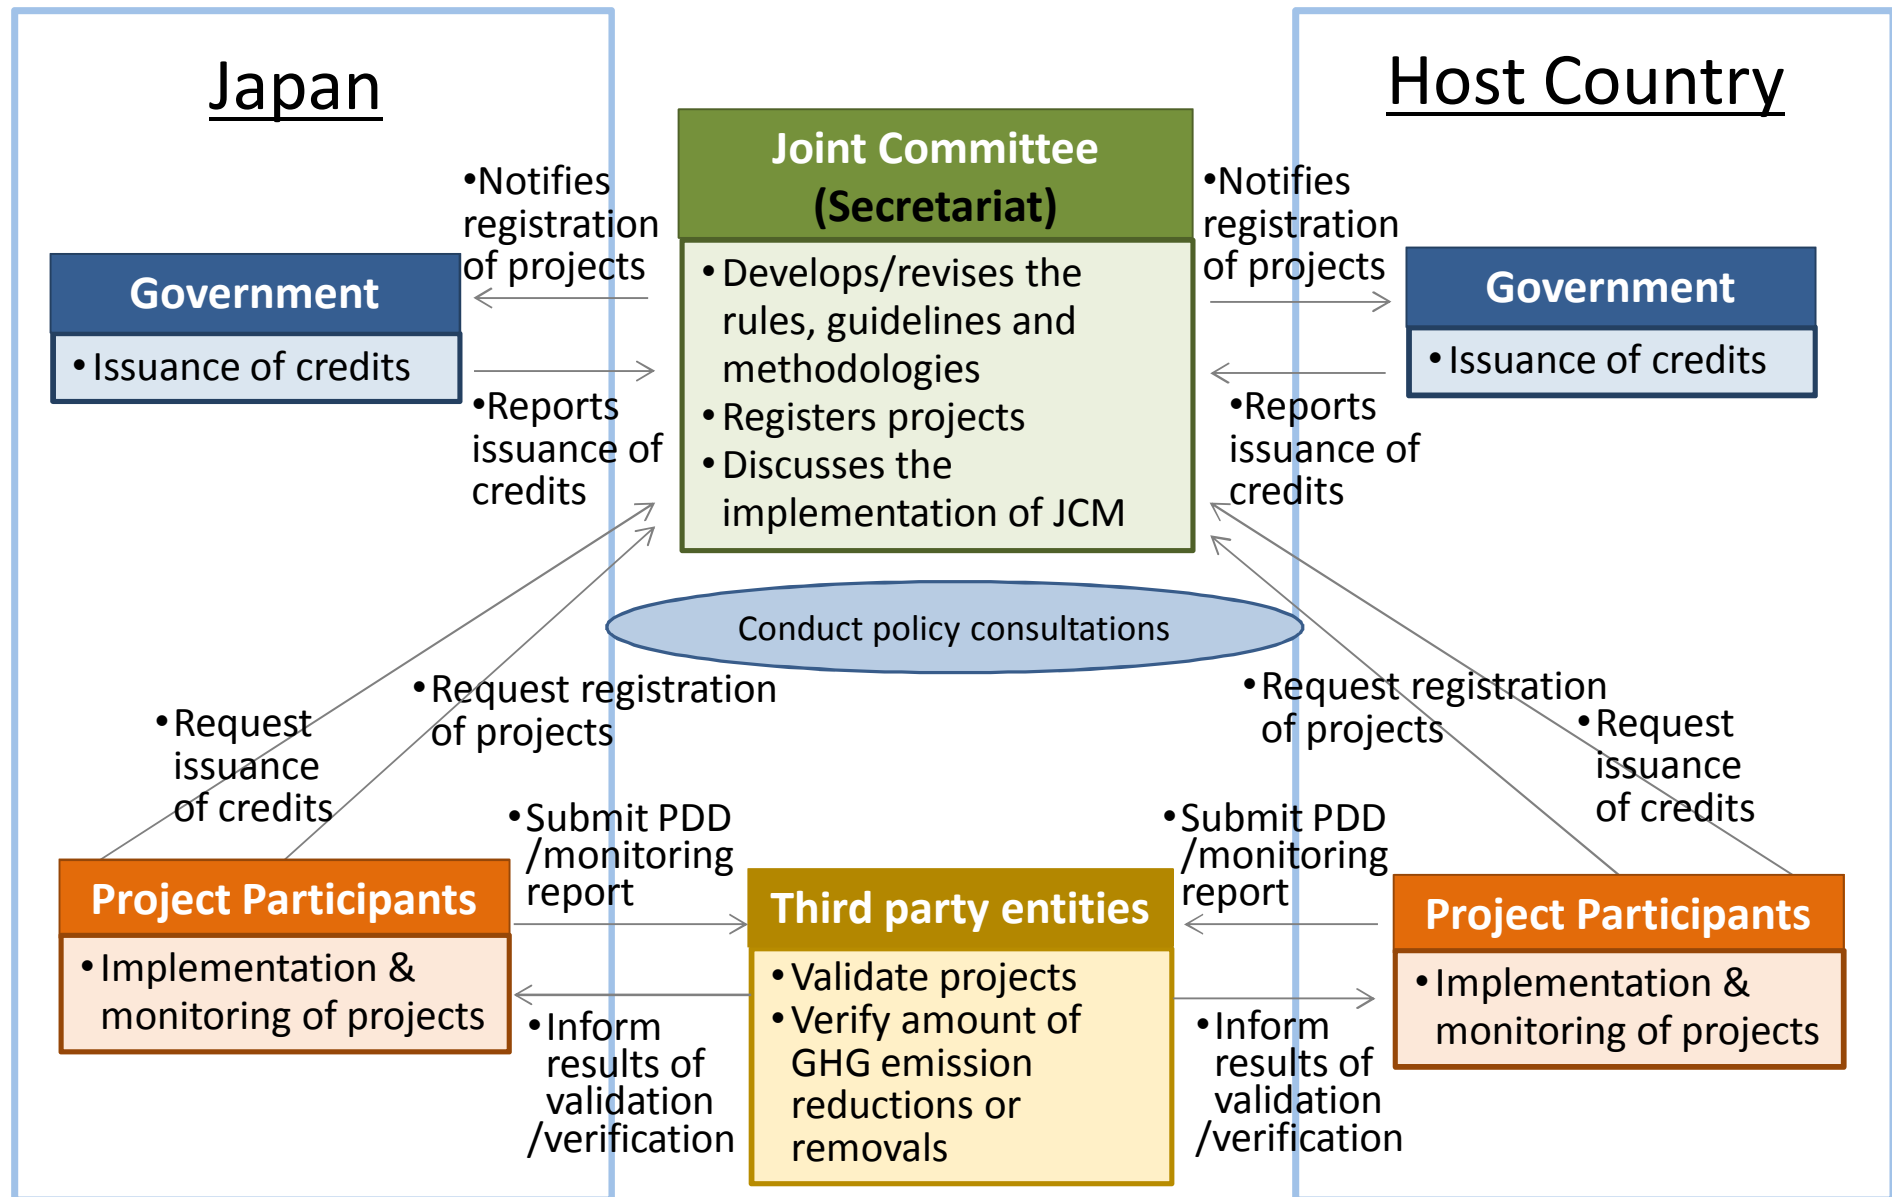 Japan
Host Country
Joint Committee
(Secretariat)
•Develops/revises the
rules, guidelines and
methodologies
•Registers projects
•Discusses the
implementation of JCM
•Notifies
registration
of projects
•Notifies
registration
of projects
Government
•Issuance of credits
Government
•Issuance of credits
•Reports
issuance of
credits
•Reports
issuance of
credits
Conduct policy consultations
•Request
issuance
of credits
•Request registration
of projects
•Request registration
of projects
•Request
issuance
of credits
•Submit PDD
/monitoring
report
•Submit PDD
/monitoring
report
Project Participants
•Implementation &
monitoring of projects
Third party entities
•Validate projects
•Verify amount of
GHG emission
reductions or
removals
Project Participants
•Implementation &
monitoring of projects
•Inform
results of
validation
/verification
•Inform
results of
validation
/verification